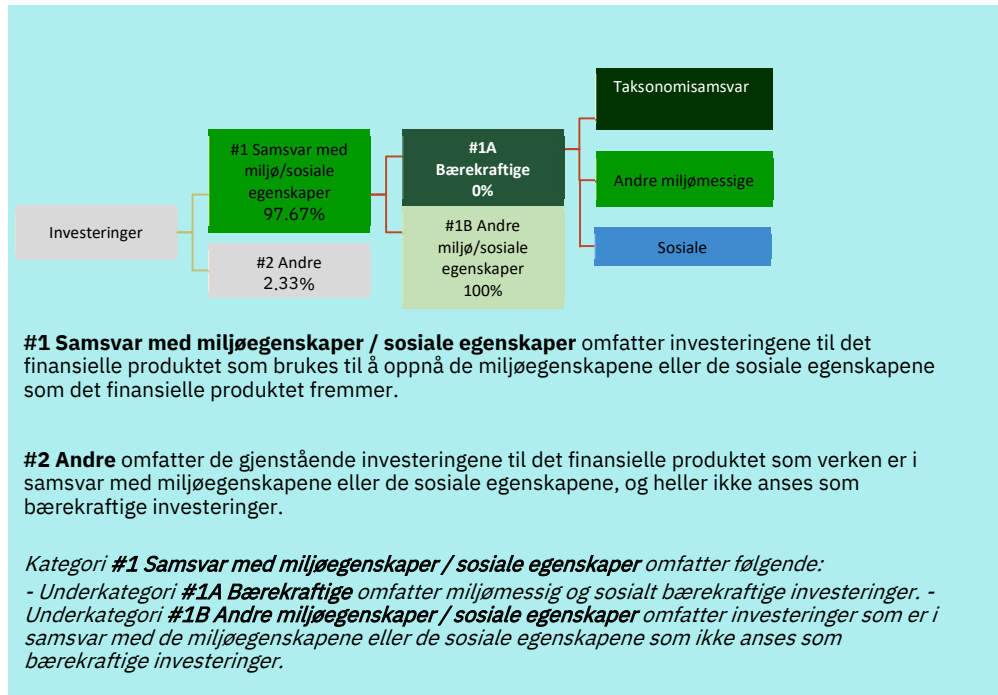 Investeringer
#1 Samsvar med
miljø/sosiale
egenskaper
97.67%
#2 Andre
2.33%
#1A
Bærekraftige
0%
#1B Andre
miljø/sosiale
egenskaper
100%
Taksonomisamsvar
Andre miljømessige
Sosiale
#1 Samsvar med miljøegenskaper / sosiale egenskaper omfatter investeringene til det
finansielle produktet som brukes til å oppnå de miljøegenskapene eller de sosiale egenskapene
som det finansielle produktet fremmer.
#2 Andre omfatter de gjenstående investeringene til det finansielle produktet som verken er i
samsvar med miljøegenskapene eller de sosiale egenskapene, og heller ikke anses som
bærekraftige investeringer.
Kategori #1 Samsvar med miljøegenskaper / sosiale egenskaper omfatter følgende:
- Underkategori #1A Bærekraftige omfatter miljømessig og sosialt bærekraftige investeringer. -
Underkategori #1B Andre miljøegenskaper / sosiale egenskaper omfatter investeringer som er i
samsvar med de miljøegenskapene eller de sosiale egenskapene som ikke anses som
bærekraftige investeringer.